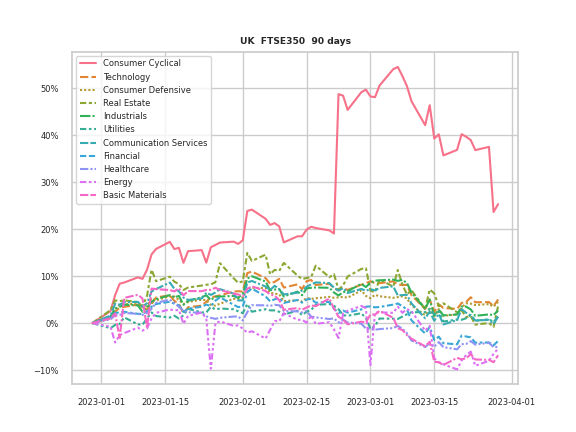 UK FTSE350 90 days
Consumer Cyclical
Technology
Consumer Defensive
Real Estate
Industrials
Utilities
Communication Services
Financial
Healthcare
Energy
Basic Materials
50%
40%
30%
20%
10%
0%
−10%
2023-01-01 2023-01-15 2023-02-01 2023-02-15 2023-03-01 2023-03-15 2023-04-01